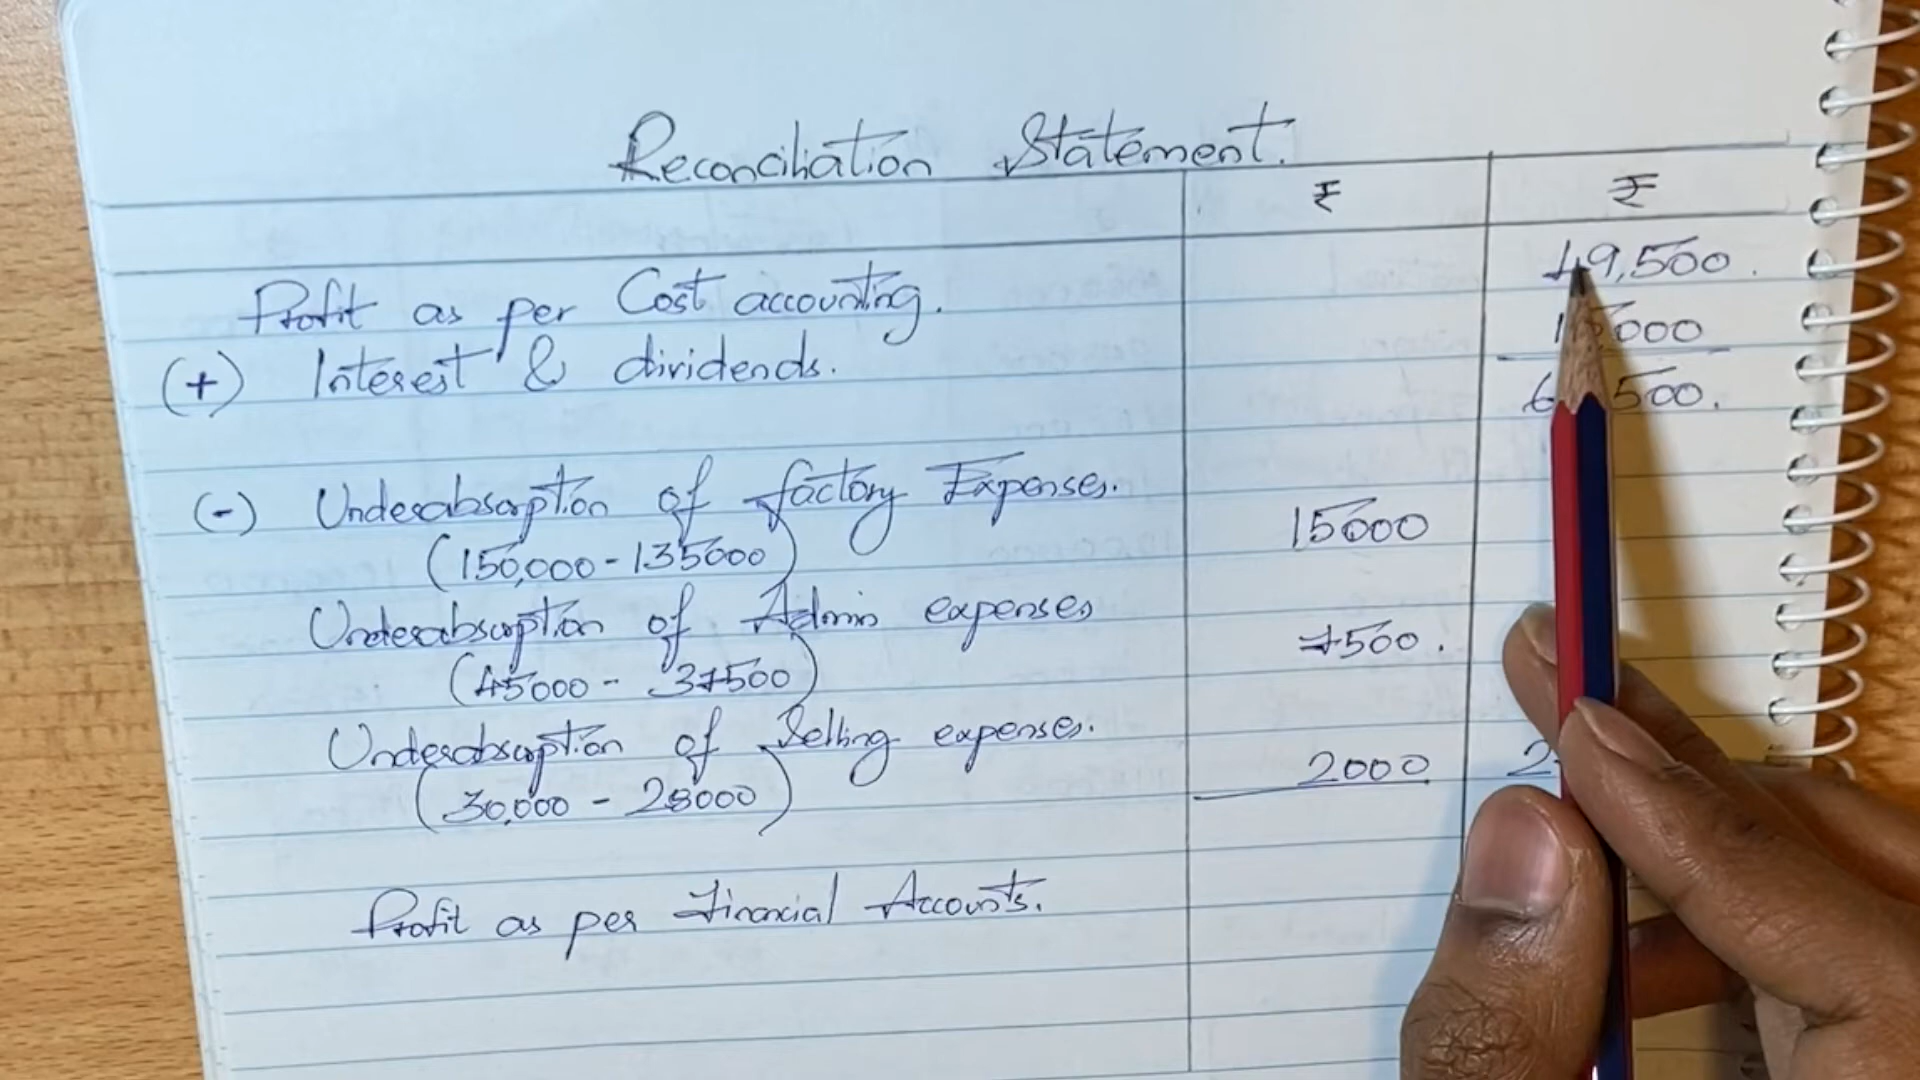 Reconciliation Statement.
₹ ₹
Profit as per Cost accounting. 49,500.
(+) Interest & dividends. 15000
500.
(-) Underabsorption of factory Expenses. 15000
(150,000 - 135000)
Underabsorption of Admin expenses 7500.
(45000 - 37500)
Underabsorption of Selling expenses. 2000
(30,000 - 28000)
Profit as per Financial Accounts.